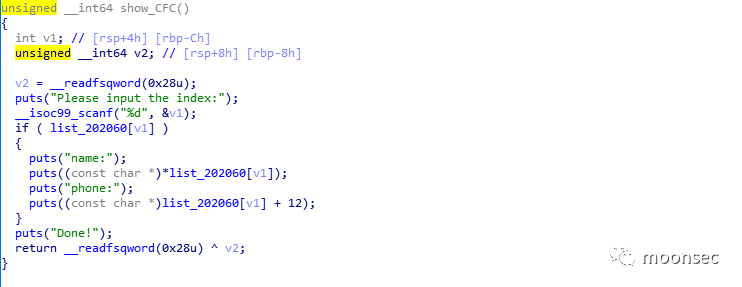 unsigned __int64 show_CFC()
{
  int v1; // [rsp+4h] [rbp-Ch]
  unsigned __int64 v2; // [rsp+8h] [rbp-8h]

  v2 = __readfsqword(0x28u);
  puts("Please input the index:");
  __isoc99_scanf("%d", &v1);
  if ( list_202060[v1] )
  {
    puts("name:");
    puts((const char *)*list_202060[v1]);
    puts("phone:");
    puts((const char *)list_202060[v1] + 12);
  }
  puts("Done!");
  return __readfsqword(0x28u) ^ v2;
}
moonsec